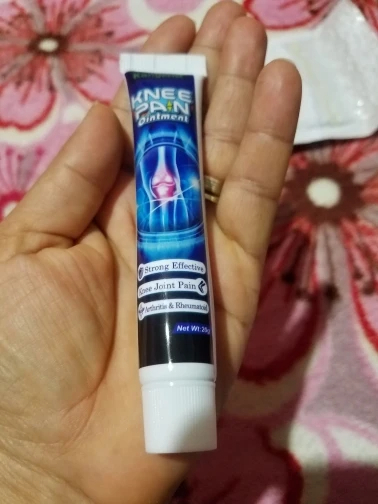 KNEE
PAIN
Ointment
Strong Effective
Knee Joint Pain
Arthritis & Rheumatoid
Net Wt: 20g